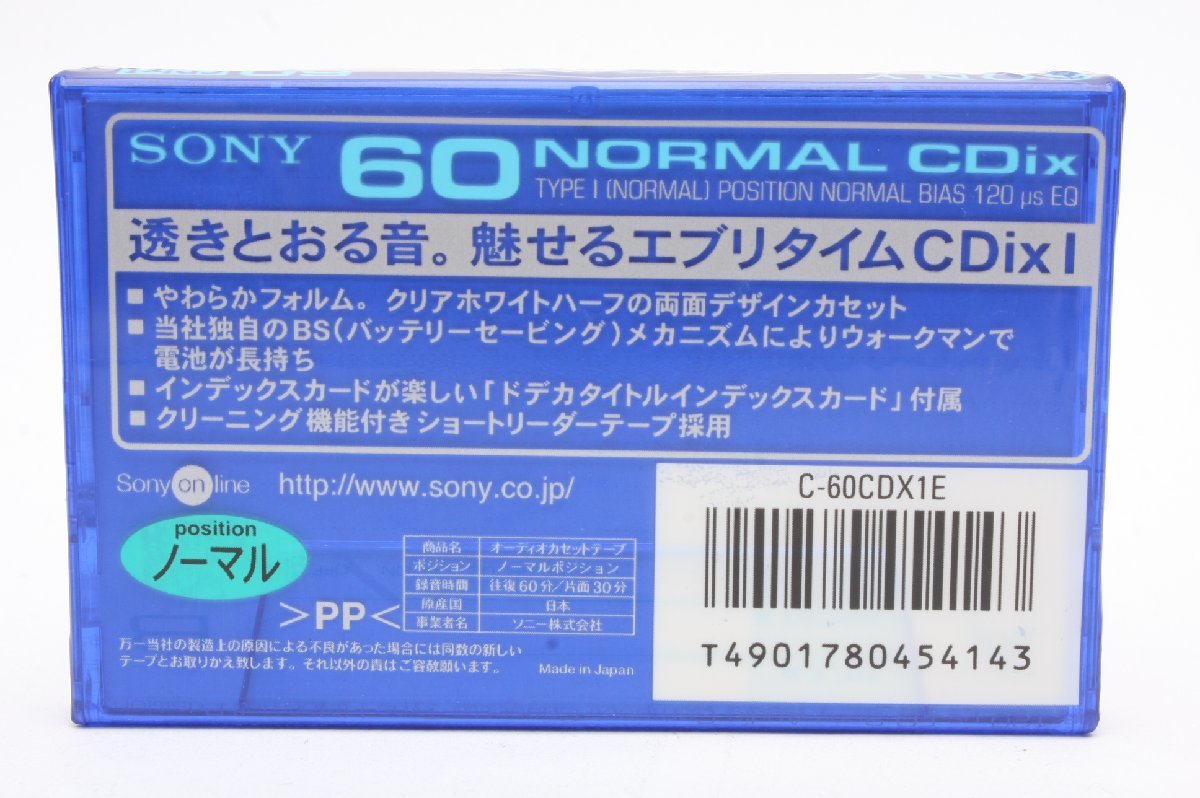 SONY 60 NORMAL CDix
TYPE I (NORMAL) POSITION NORMAL BIAS 120 µs EQ
透きとおる音。魅せるエブリタイムCDix I
■ やわらかフォルム。クリアホワイトハーフの両面デザインカセット
■ 当社独自のBS(バッテリーセービング)メカニズムによりウォークマンで
電池が長持ち
■ インデックスカードが楽しい「ドデカタイトルインデックスカード」付属
■ クリーニング機能付きショートリーダーテープ採用
Sony on line http://www.sony.co.jp/
position
ノーマル
>PP<
商品名 オーディオカセットテープ
ポジション ノーマルポジション
録音時間 往復60分/片面30分
原産国 日本
事業者名 ソニー株式会社
万一当社の製造上の原因による不良があった場合には同数の新しい
テープとお取りかえ致します。それ以外の責はご容赦願います。
Made in Japan
C-60CDX1E
T4901780454143